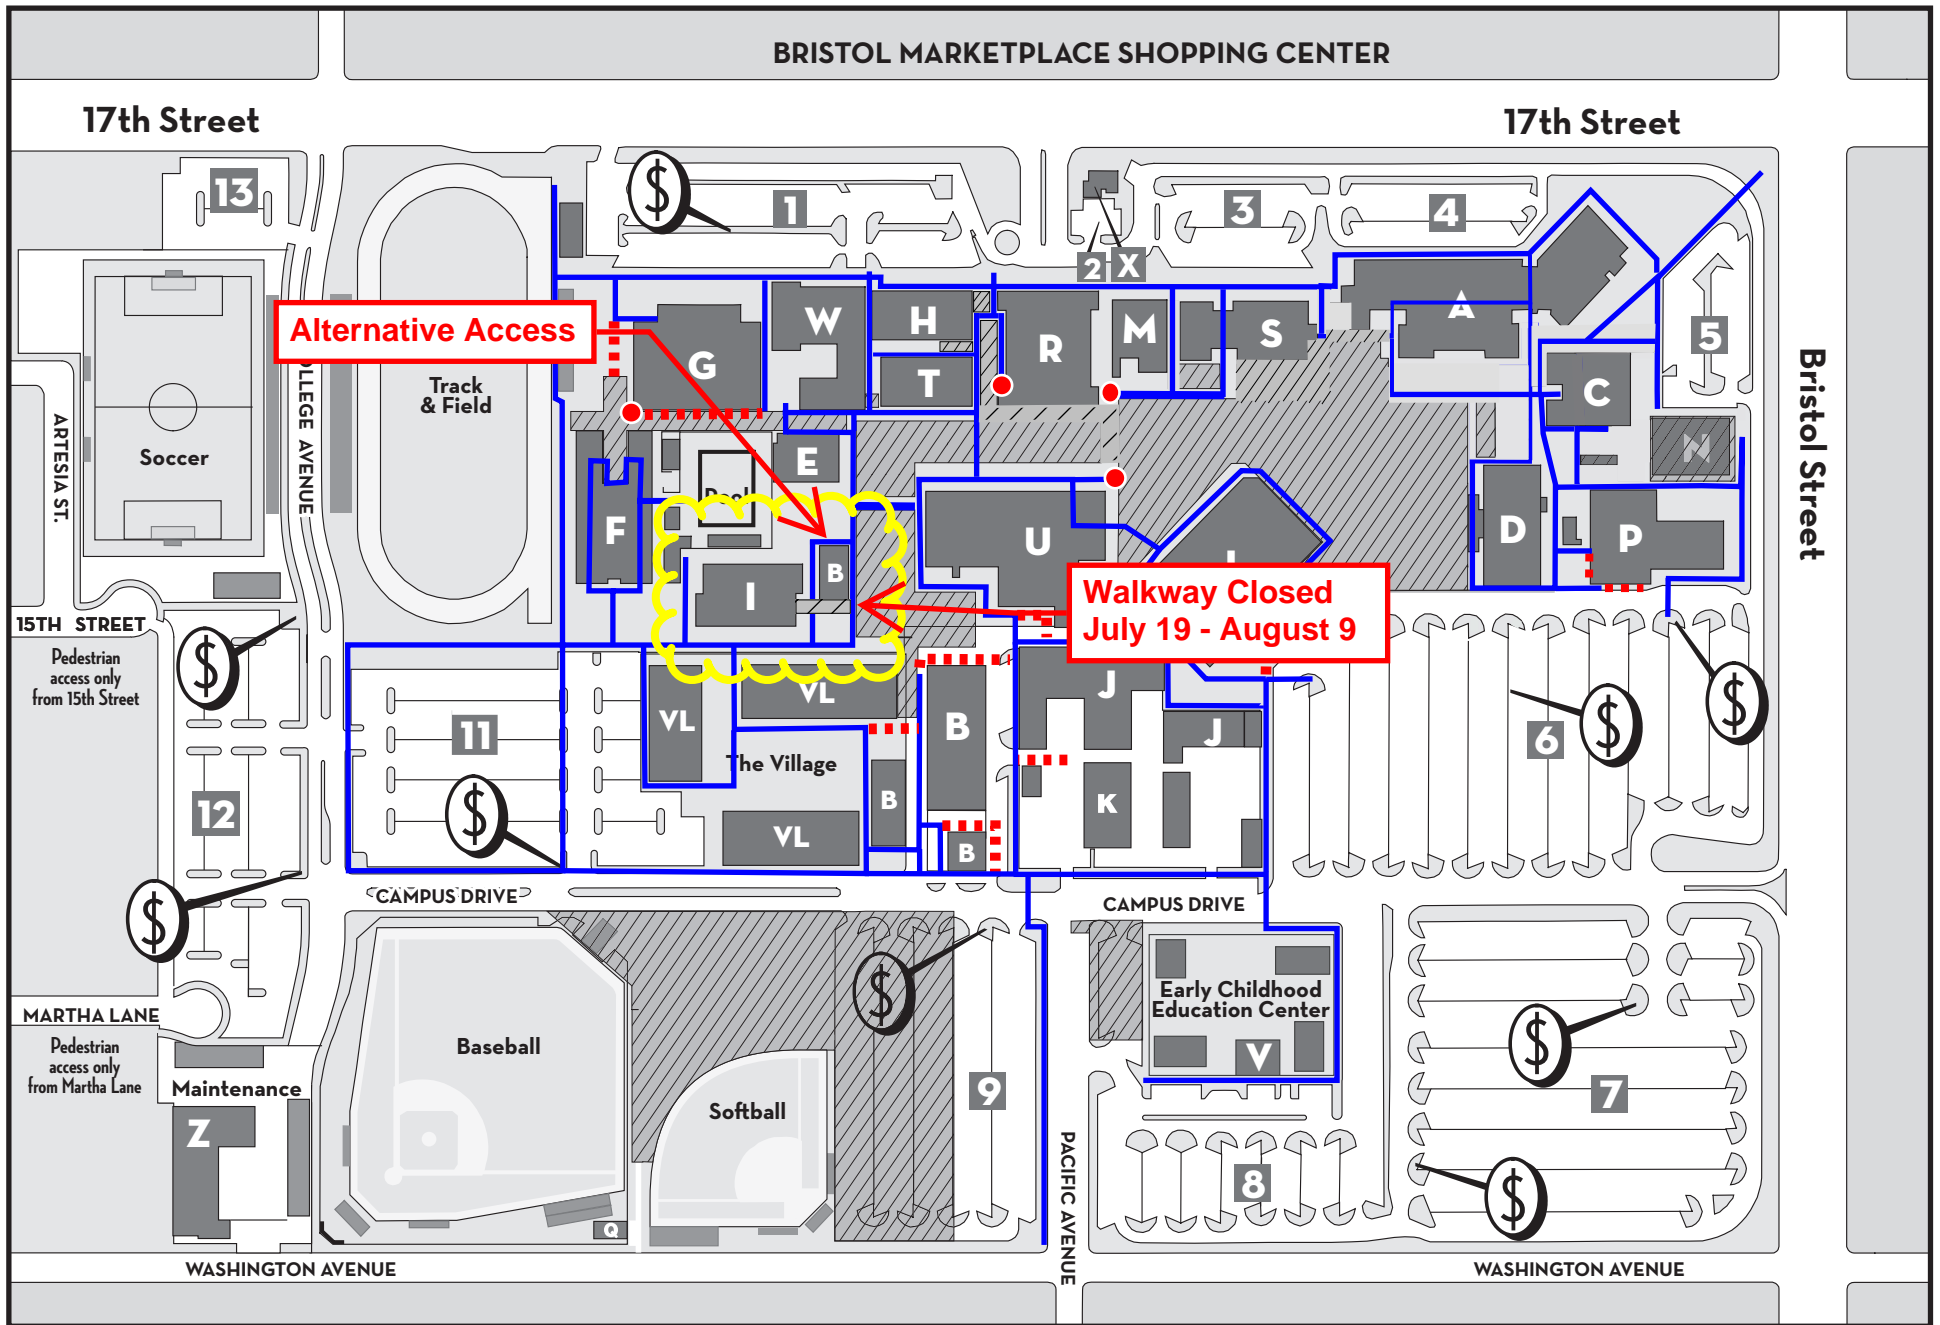 BRISTOL MARKETPLACE SHOPPING CENTER
17th Street
17th Street
13
$
1
3
4
2
X
5
Alternative Access
W
H
R
M
S
A
G
T
C
Track
& Field
Bristol Street
COLLEGE AVENUE
ARTESIA ST.
Soccer
E
N
Pool
F
U
D
P
I
B
L
Walkway Closed
July 19 - August 9
15TH STREET
Pedestrian
access only
from 15th Street
$
J
VL
VL
11
B
J
6
$
$
The Village
12
$
B
K
VL
B
$
CAMPUS DRIVE
CAMPUS DRIVE
$
Early Childhood
Education Center
MARTHA LANE
Pedestrian
access only
from Martha Lane
Baseball
V
$
Maintenance
9
7
Softball
Z
PACIFIC AVENUE
8
$
Q
WASHINGTON AVENUE
WASHINGTON AVENUE